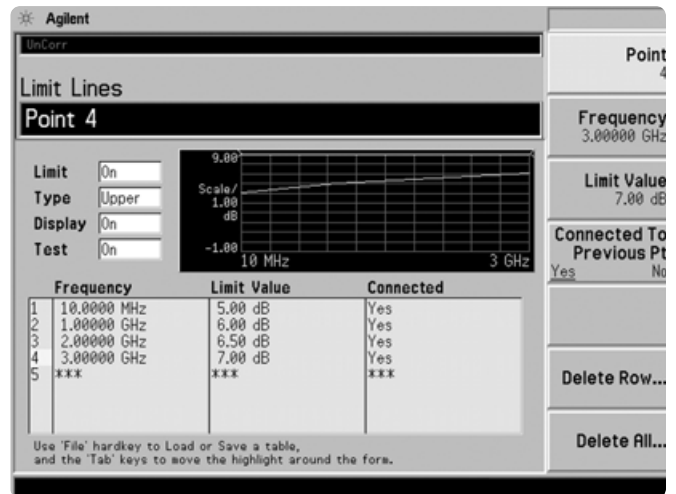 Agilent
UnCorr
Limit Lines
Point 4
Limit On
Type Upper
Display On
Test On
9.00
Scale/
1.00
dB
-1.00
10 MHz
3 GHz
Frequency Limit Value Connected
1 10.0000 MHz 5.00 dB Yes
2 1.00000 GHz 6.00 dB Yes
3 2.00000 GHz 6.50 dB Yes
4 3.00000 GHz 7.00 dB Yes
5 *** *** ***
Use 'File' hardkey to Load or Save a table,
and the 'Tab' keys to move the highlight around the form.
Point
4
Frequency
3.00000 GHz
Limit Value
7.00 dB
Connected To
Previous Pt
Yes No
Delete Row...
Delete All...